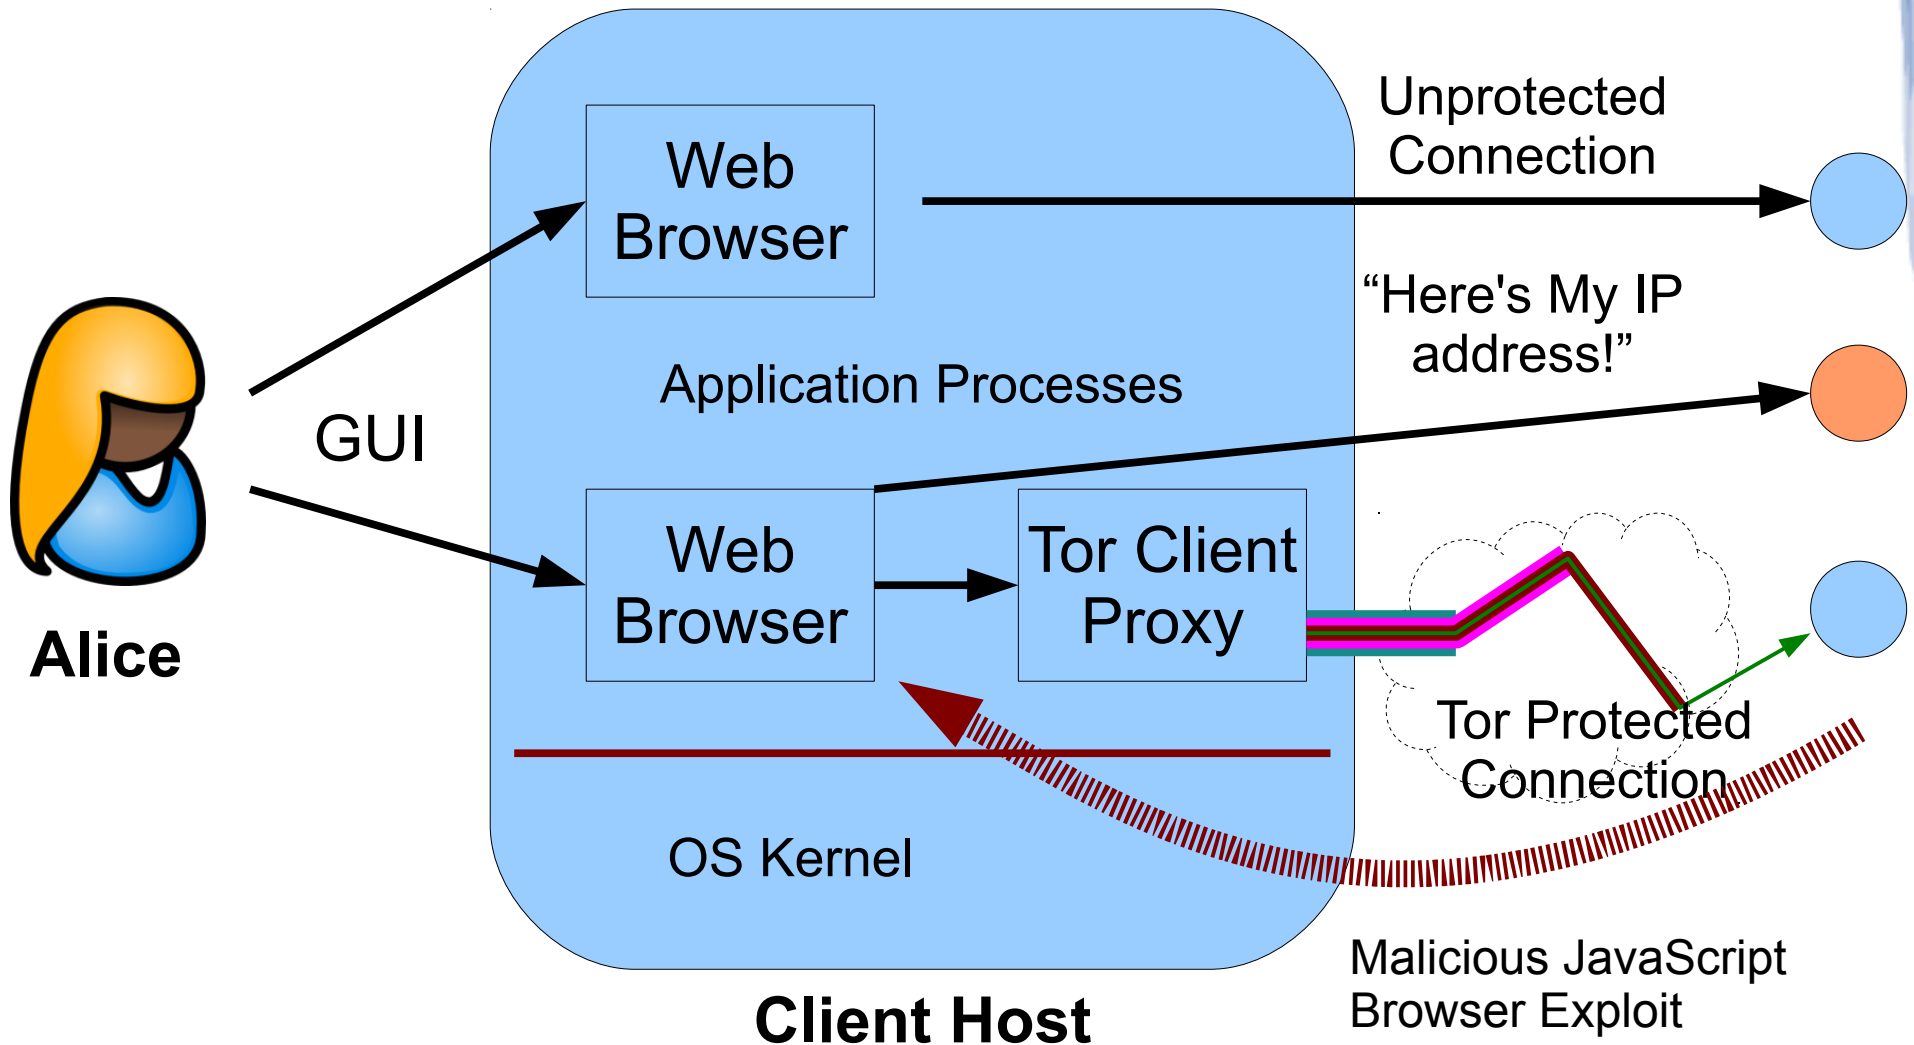 Unprotected
Connection
Web
Browser
“Here's My IP
address!”
Application Processes
GUI
Web
Browser
Tor Client
Proxy
Alice
Tor Protected
Connection
OS Kernel
Malicious JavaScript
Browser Exploit
Client Host